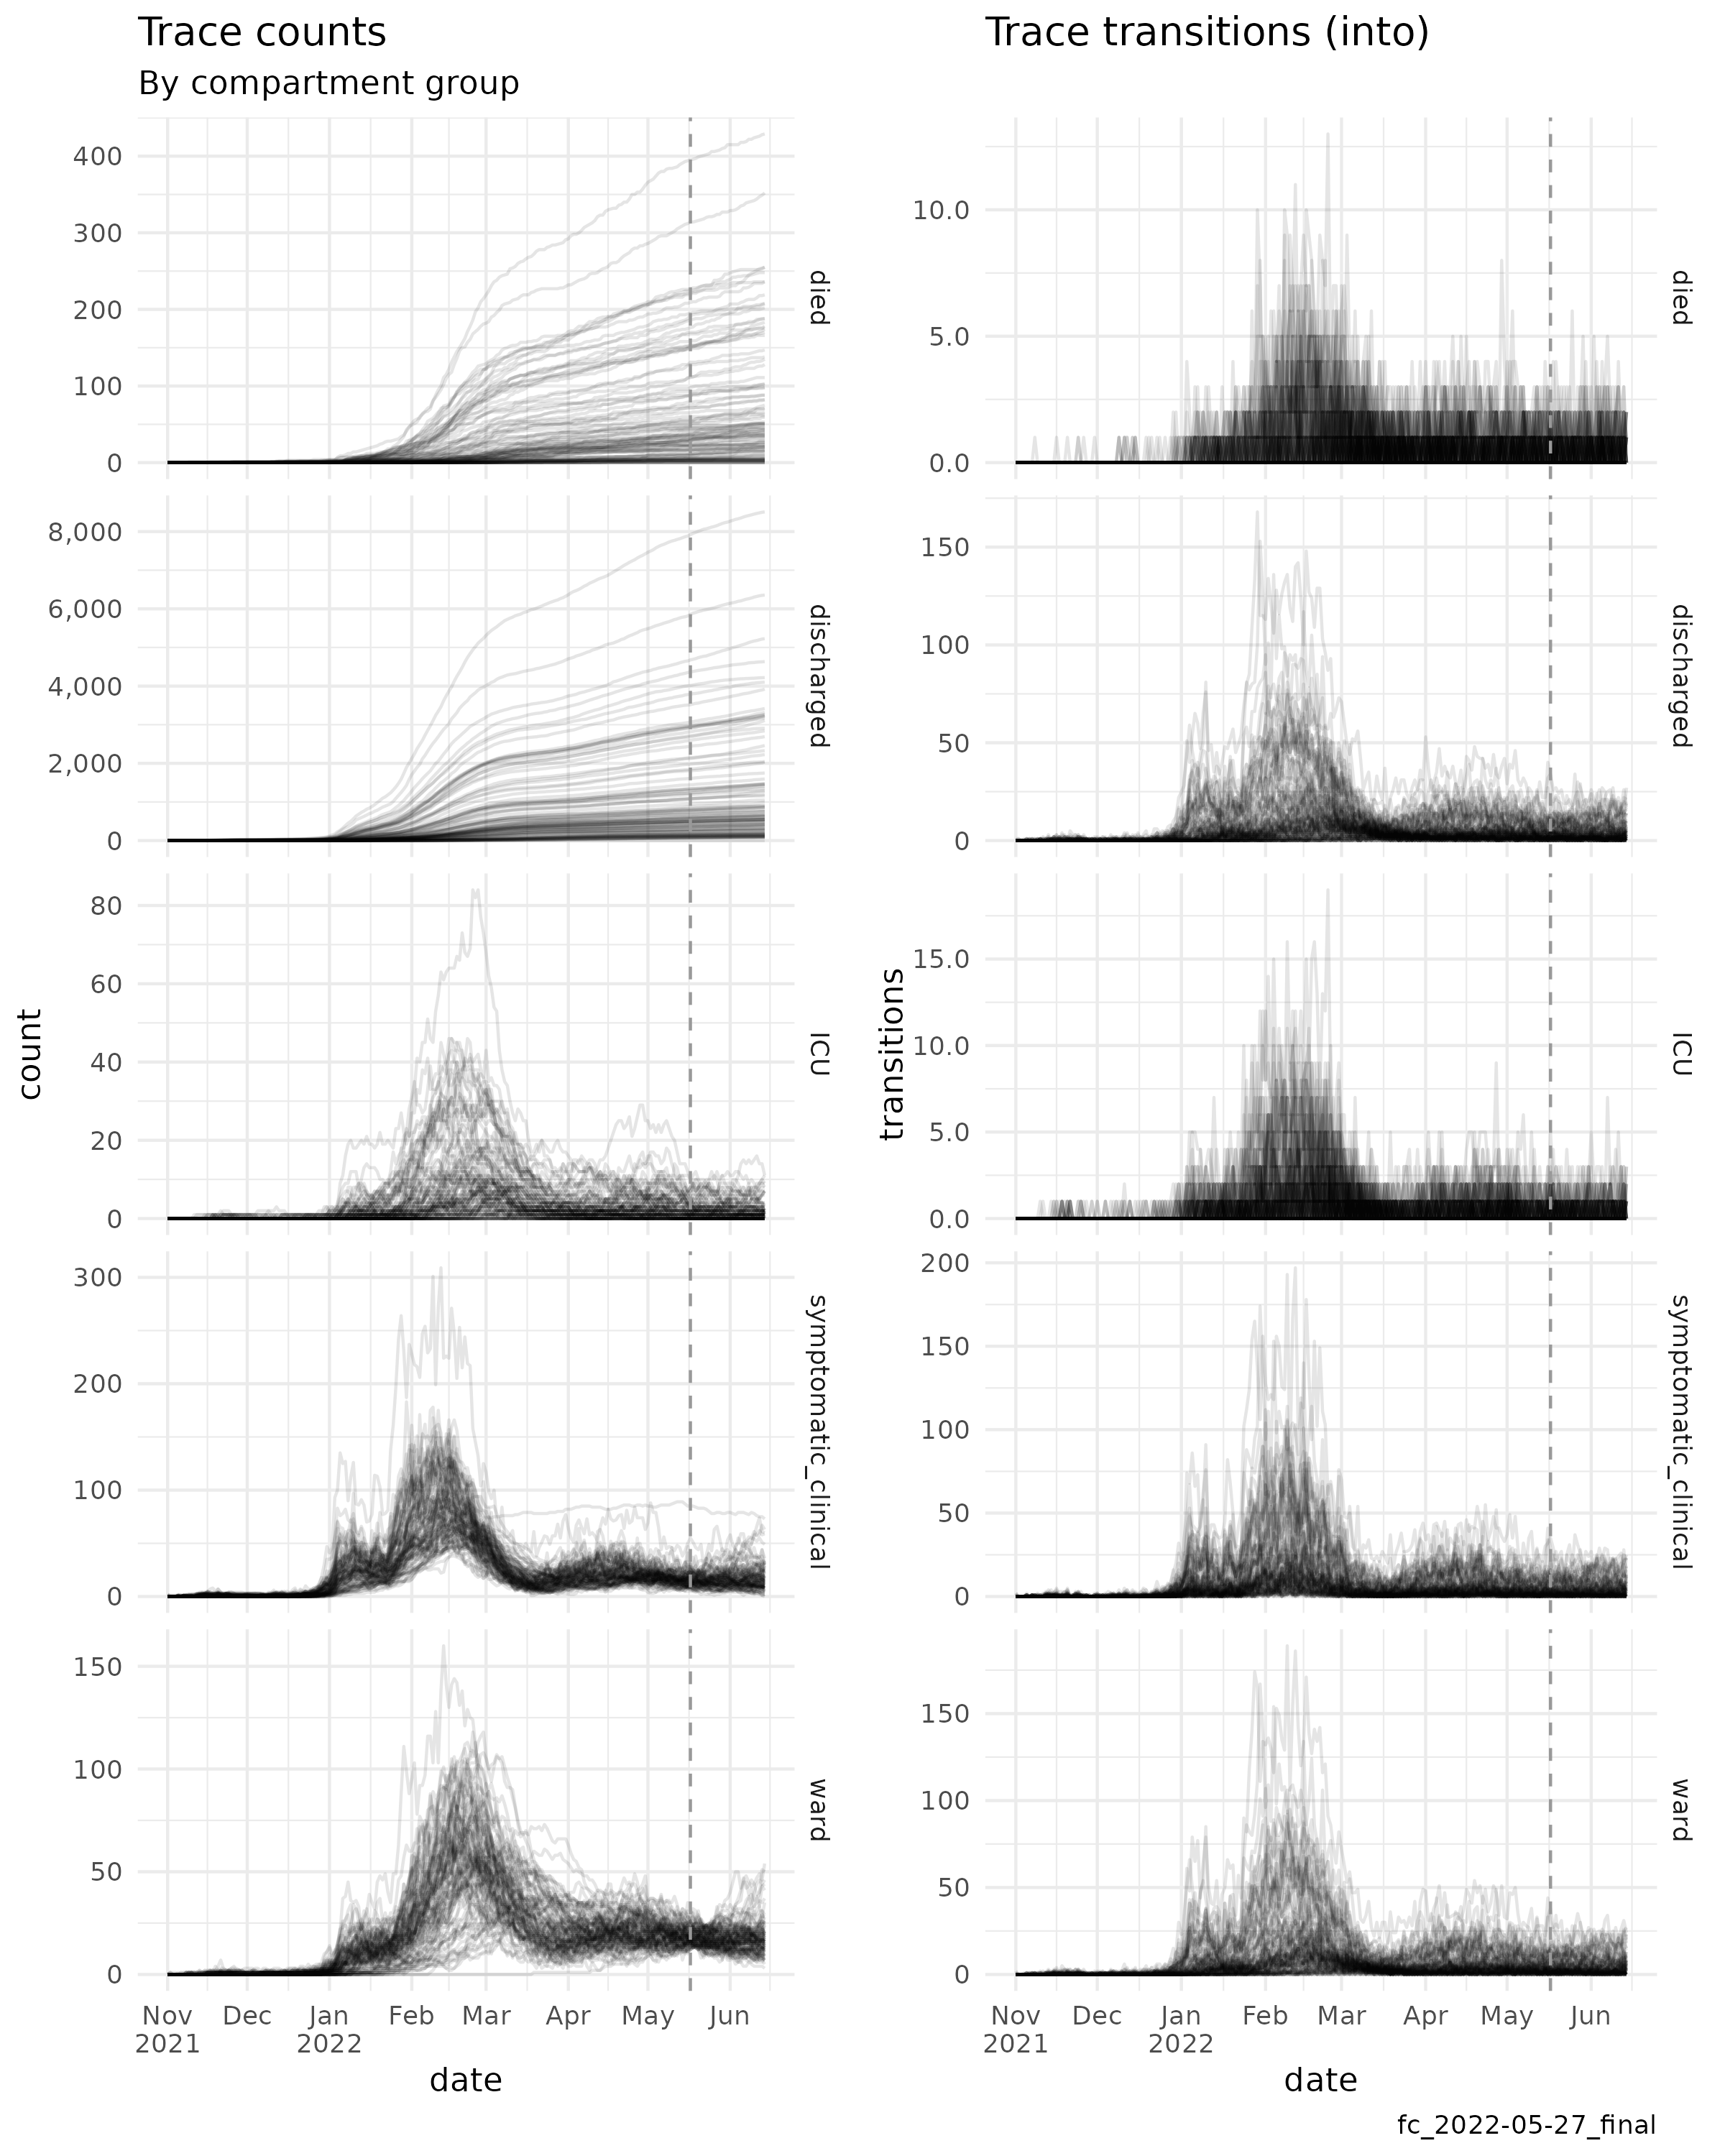 Trace counts
By compartment group
400
300
200
100
0
died
8,000
6,000
4,000
2,000
0
discharged
80
60
40
20
0
ICU
300
200
100
0
symptomatic_clinical
150
100
50
0
ward
count
Nov Dec Jan Feb Mar Apr May Jun
2021 2022
date
Trace transitions (into)
10.0
5.0
0.0
died
150
100
50
0
discharged
15.0
10.0
5.0
0.0
ICU
200
150
100
50
0
symptomatic_clinical
150
100
50
0
ward
transitions
Nov Dec Jan Feb Mar Apr May Jun
2021 2022
date
fc_2022-05-27_final